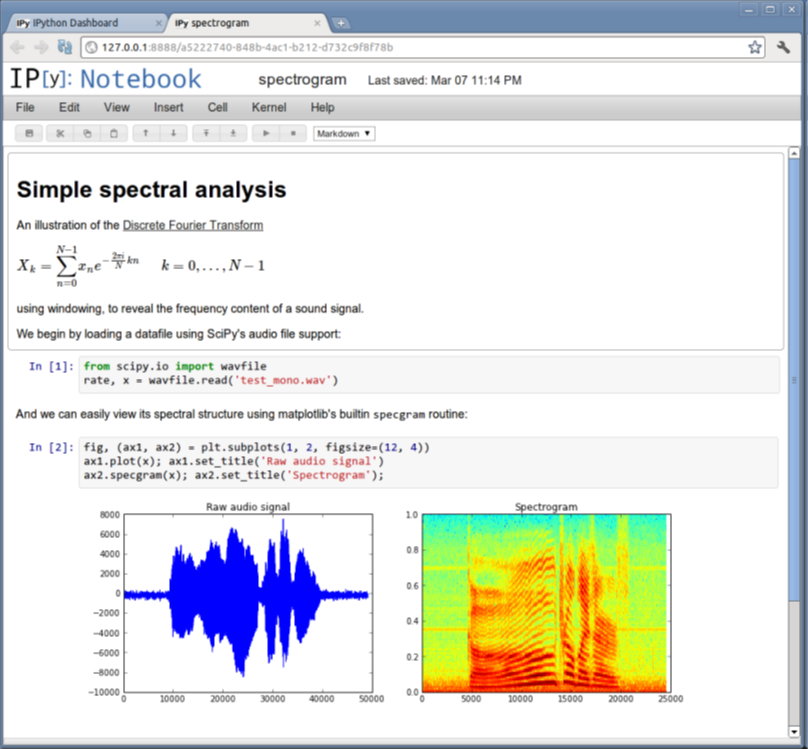 IPy IPython Dashboard
IPy spectrogram
127.0.0.1:8888/a5222740-848b-4ac1-b212-d732c9f8f78b
IP[y]: Notebook
spectrogram
Last saved: Mar 07 11:14 PM
File Edit View Insert Cell Kernel Help
Markdown
Simple spectral analysis
An illustration of the Discrete Fourier Transform
X_k = \sum_{n=0}^{N-1} x_n e^{-\frac{2\pi i}{N} kn} k = 0, ..., N − 1
using windowing, to reveal the frequency content of a sound signal.
We begin by loading a datafile using SciPy's audio file support:
In [1]: from scipy.io import wavfile
rate, x = wavfile.read('test_mono.wav')
And we can easily view its spectral structure using matplotlib's builtin specgram routine:
In [2]: fig, (ax1, ax2) = plt.subplots(1, 2, figsize=(12, 4))
ax1.plot(x); ax1.set_title('Raw audio signal')
ax2.specgram(x); ax2.set_title('Spectrogram');
Raw audio signal
8000
6000
4000
2000
0
−2000
−4000
−6000
−8000
−10000
0 10000 20000 30000 40000 50000
Spectrogram
1.0
0.8
0.6
0.4
0.2
0.0
0 5000 10000 15000 20000 25000